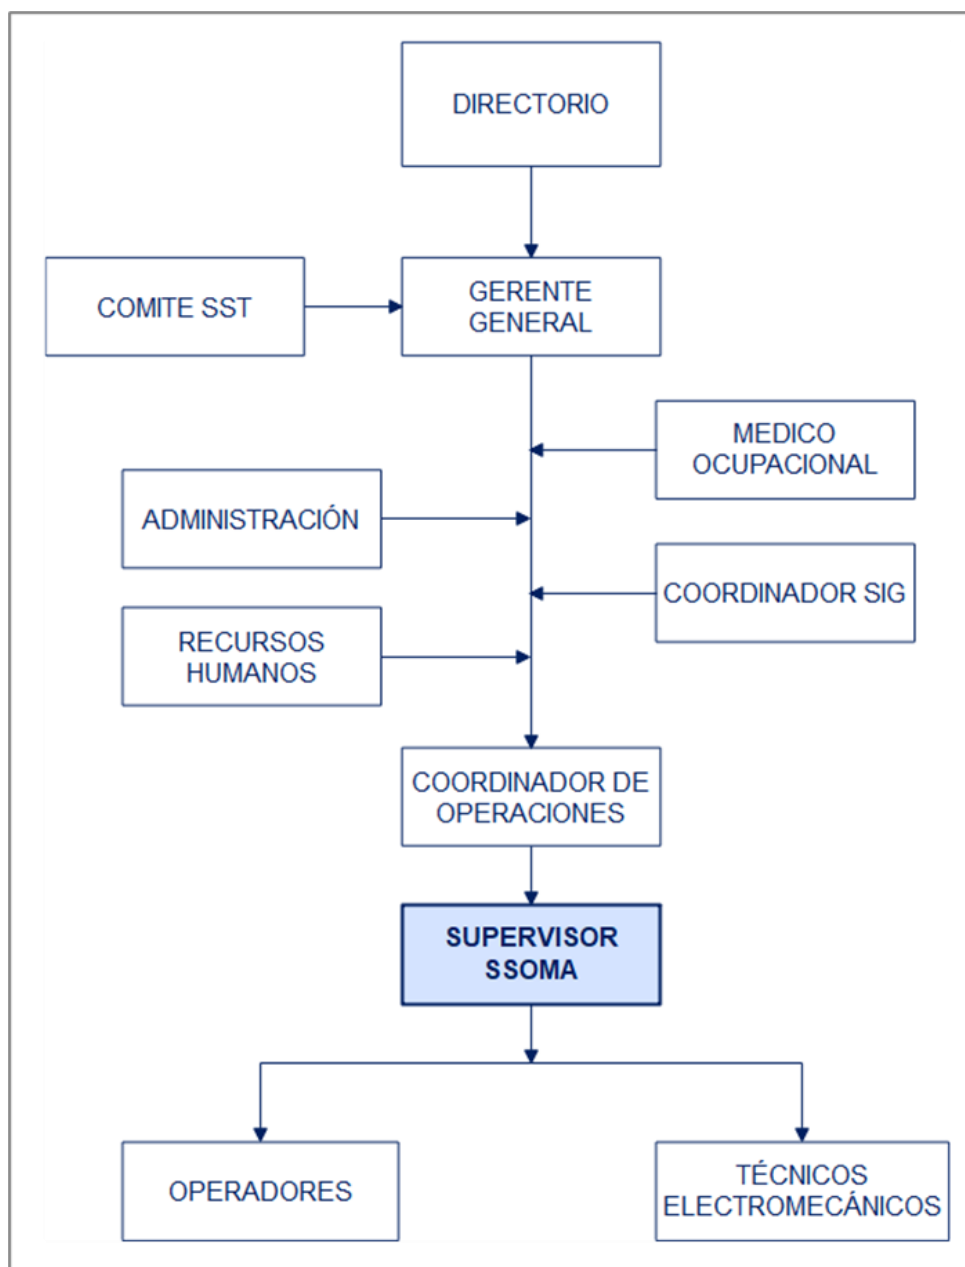 DIRECTORIO
COMITE SST
GERENTE
GENERAL
MEDICO
OCUPACIONAL
ADMINISTRACIÓN
COORDINADOR SIG
RECURSOS
HUMANOS
COORDINADOR DE
OPERACIONES
SUPERVISOR
SSOMA
OPERADORES
TÉCNICOS
ELECTROMECÁNICOS